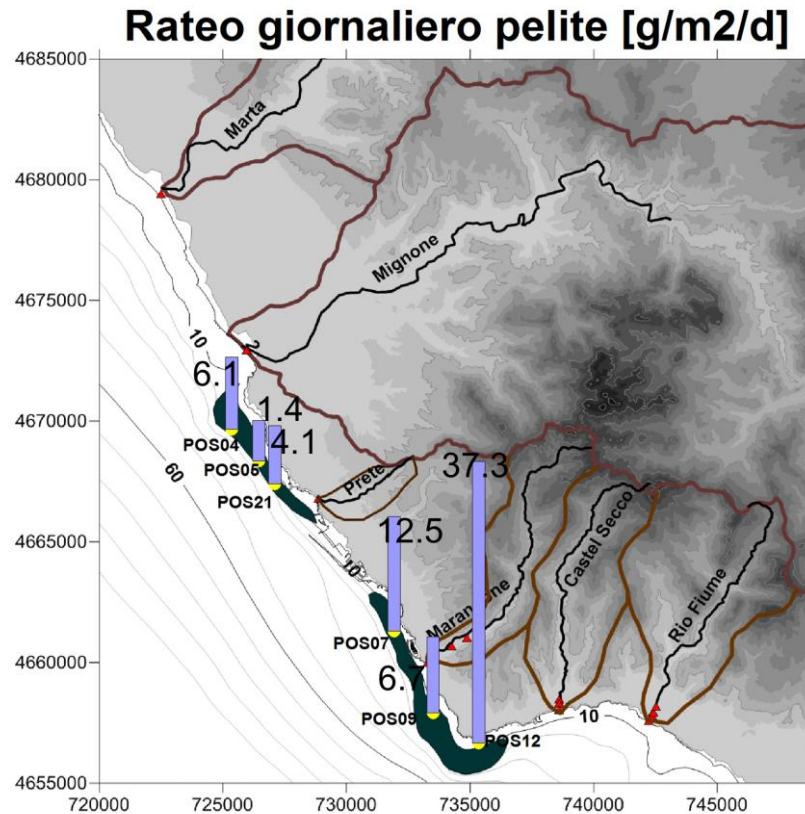 Rateo giornaliero pelite [g/m2/d]
4685000
Marta
4680000
Mignone
4675000
10
2
6.1
1.4
4670000
POS04
4.1
37.3
POS05
60
Prete
POS21
12.5
Castel Secco
4665000
10
Marangone
Rio Fiume
POS07
4660000
6.7
POS09
10
POS12
4655000
720000 725000 730000 735000 740000 745000